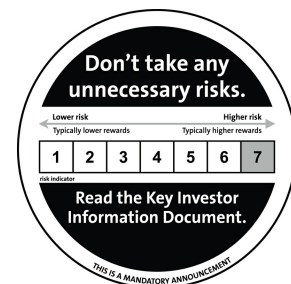 Don't take any
unnecessary risks.
Lower risk Higher risk
Typically lower rewards Typically higher rewards
1 2 3 4 5 6 7
risk indicator
Read the Key Investor
Information Document.
THIS IS A MANDATORY ANNOUNCEMENT